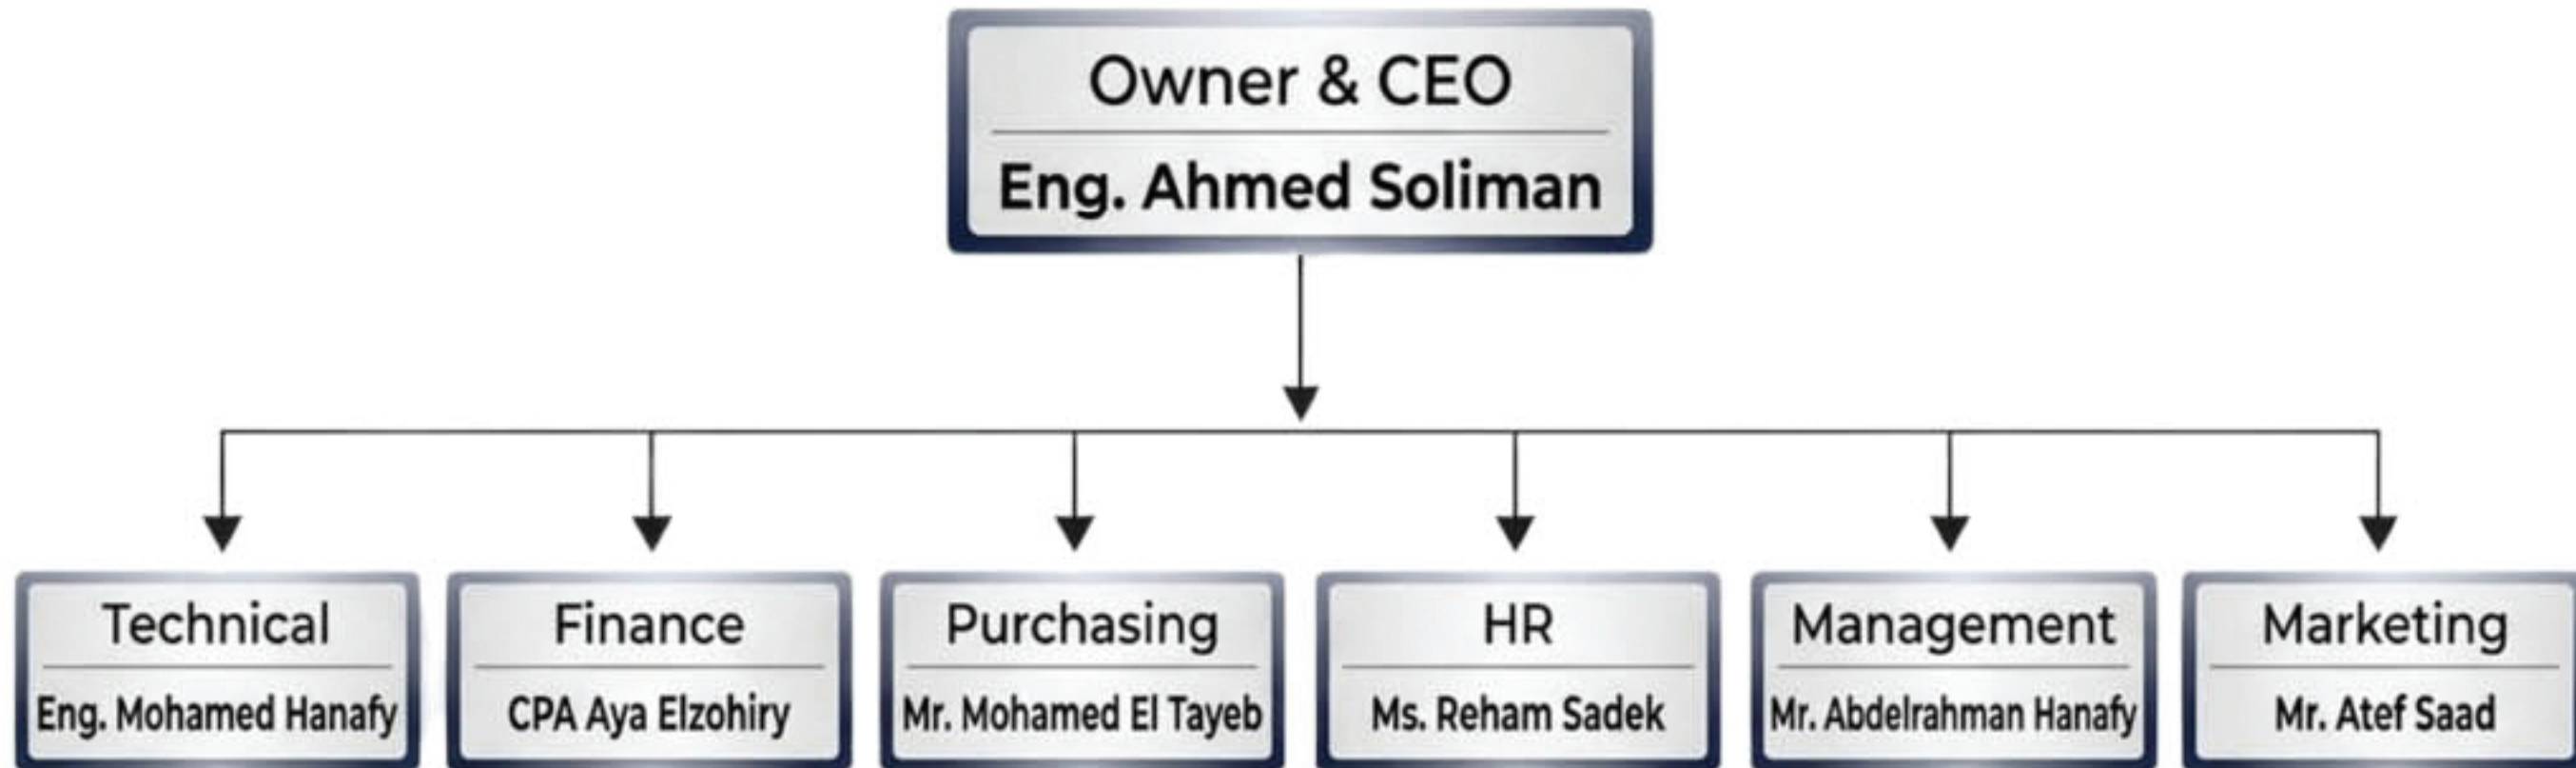 Owner & CEO
Eng. Ahmed Soliman
Technical
Eng. Mohamed Hanafy
Finance
CPA Aya Elzohiry
Purchasing
Mr. Mohamed El Tayeb
HR
Ms. Reham Sadek
Management
Mr. Abdelrahman Hanafy
Marketing
Mr. Atef Saad